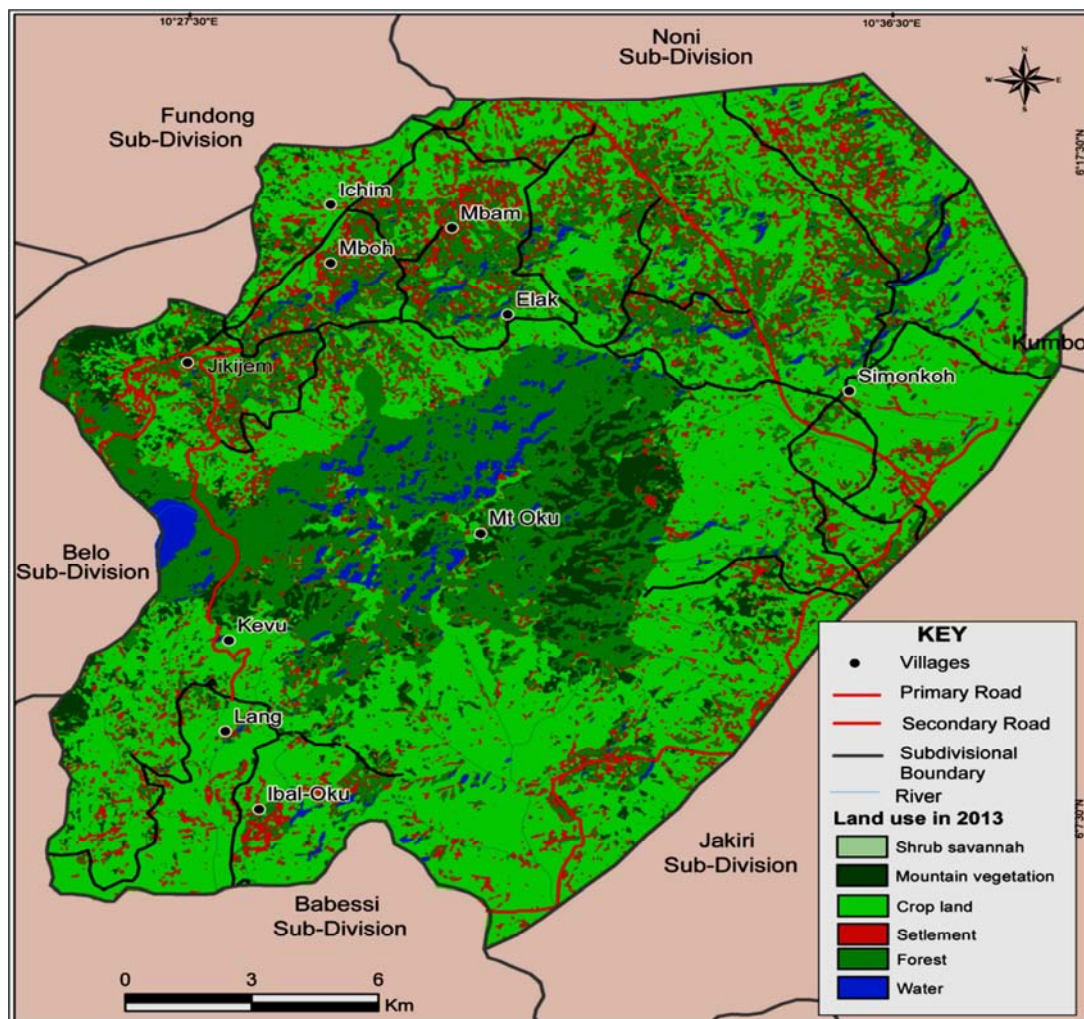 10°27'30"E
10°36'30"E
Noni
Sub-Division
N
W
E
S
Fundong
Sub-Division
6°17'30"N
Ichim
Mbam
Mboh
Elak
Kumbo
Jikijem
Simonkoh
Mt Oku
Belo
Sub-Division
Kevu
Lang
Ibal-Oku
Jakiri
Sub-Division
Babessi
Sub-Division
6°7'30"N
KEY
Villages
Primary Road
Secondary Road
Subdivisional
Boundary
River
Land use in 2013
Shrub savannah
Mountain vegetation
Crop land
Setlement
Forest
Water
0 3 6
Km